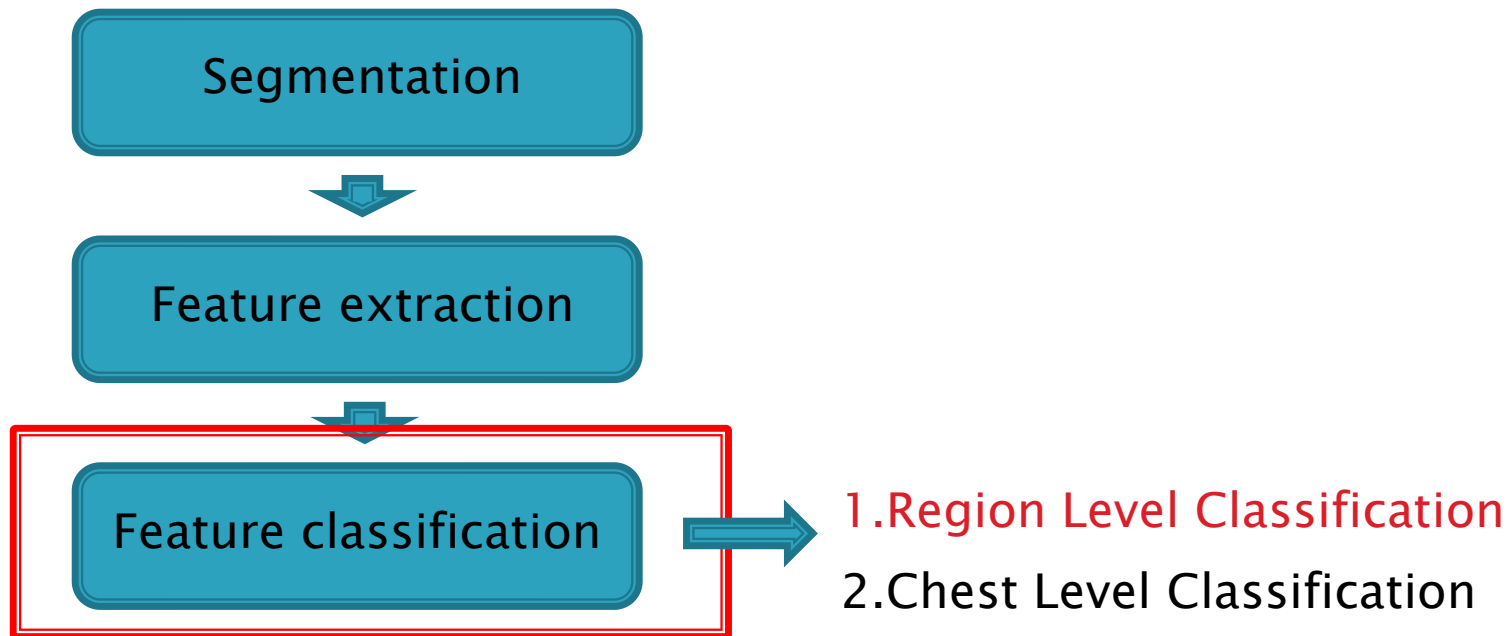 Segmentation
Feature extraction
Feature classification
1.Region Level Classification
2.Chest Level Classification